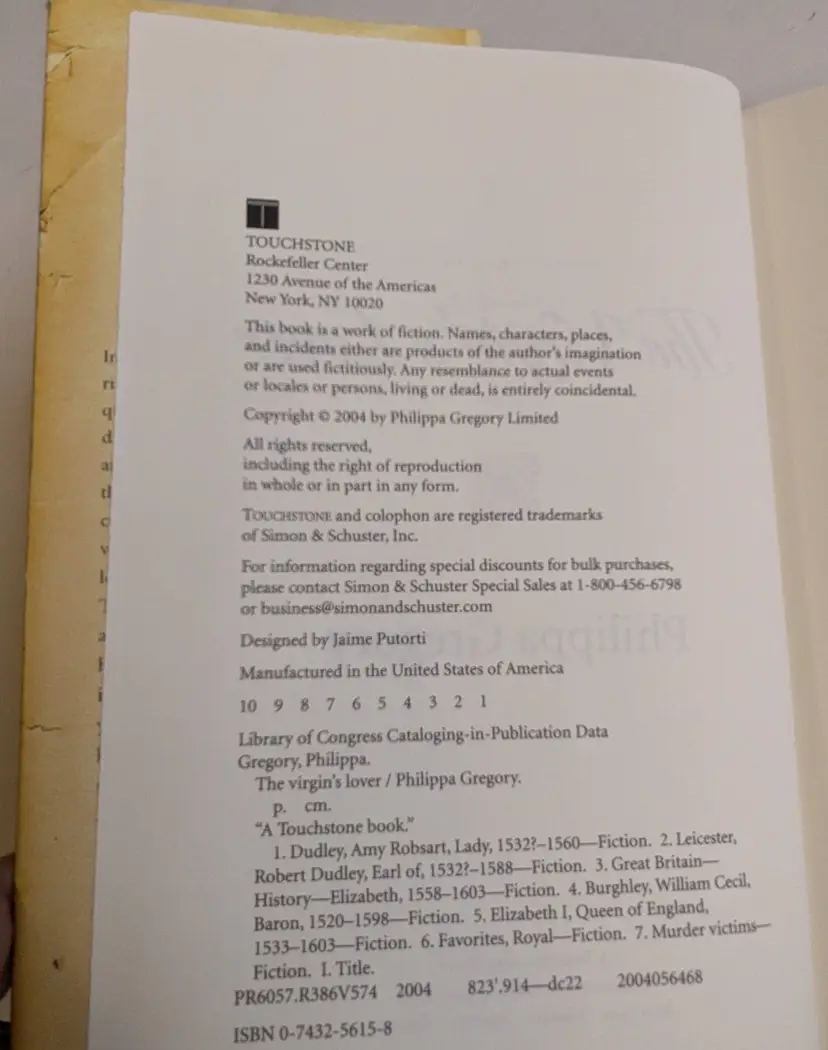 T
TOUCHSTONE
Rockefeller Center
1230 Avenue of the Americas
New York, NY 10020
This book is a work of fiction. Names, characters, places,
and incidents either are products of the author's imagination
or are used fictitiously. Any resemblance to actual events
or locales or persons, living or dead, is entirely coincidental.
Copyright © 2004 by Philippa Gregory Limited
All rights reserved,
including the right of reproduction
in whole or in part in any form.
TOUCHSTONE and colophon are registered trademarks
of Simon & Schuster, Inc.
For information regarding special discounts for bulk purchases,
please contact Simon & Schuster Special Sales at 1-800-456-6798
or business@simonandschuster.com
Designed by Jaime Putorti
Manufactured in the United States of America
10 9 8 7 6 5 4 3 2 1
Library of Congress Cataloging-in-Publication Data
Gregory, Philippa.
The virgin's lover / Philippa Gregory.
p. cm.
"A Touchstone book."
1. Dudley, Amy Robsart, Lady, 1532?–1560—Fiction. 2. Leicester,
Robert Dudley, Earl of, 1532?–1588—Fiction. 3. Great Britain—
History—Elizabeth, 1558–1603—Fiction. 4. Burghley, William Cecil,
Baron, 1520–1598—Fiction. 5. Elizabeth I, Queen of England,
1533–1603—Fiction. 6. Favorites, Royal—Fiction. 7. Murder victims—
Fiction. I. Title.
PR6057.R386V574 2004 823'.914—dc22 2004056468
ISBN 0-7432-5615-8